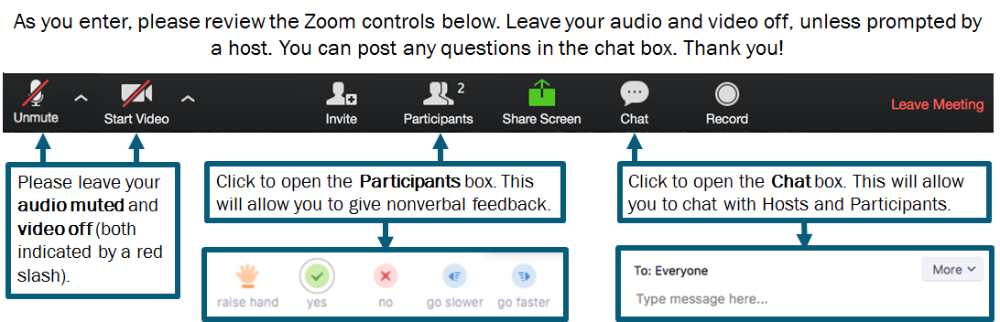 As you enter, please review the Zoom controls below. Leave your audio and video off, unless prompted by
a host. You can post any questions in the chat box. Thank you!
Unmute
Start Video
Invite
2
Participants
Share Screen
Chat
Record
Leave Meeting
Please leave your
audio muted and
video off (both
indicated by a red
slash).
Click to open the Participants box. This
will allow you to give nonverbal feedback.
raise hand
yes
no
go slower
go faster
Click to open the Chat box. This will allow
you to chat with Hosts and Participants.
To: Everyone
More
Type message here...